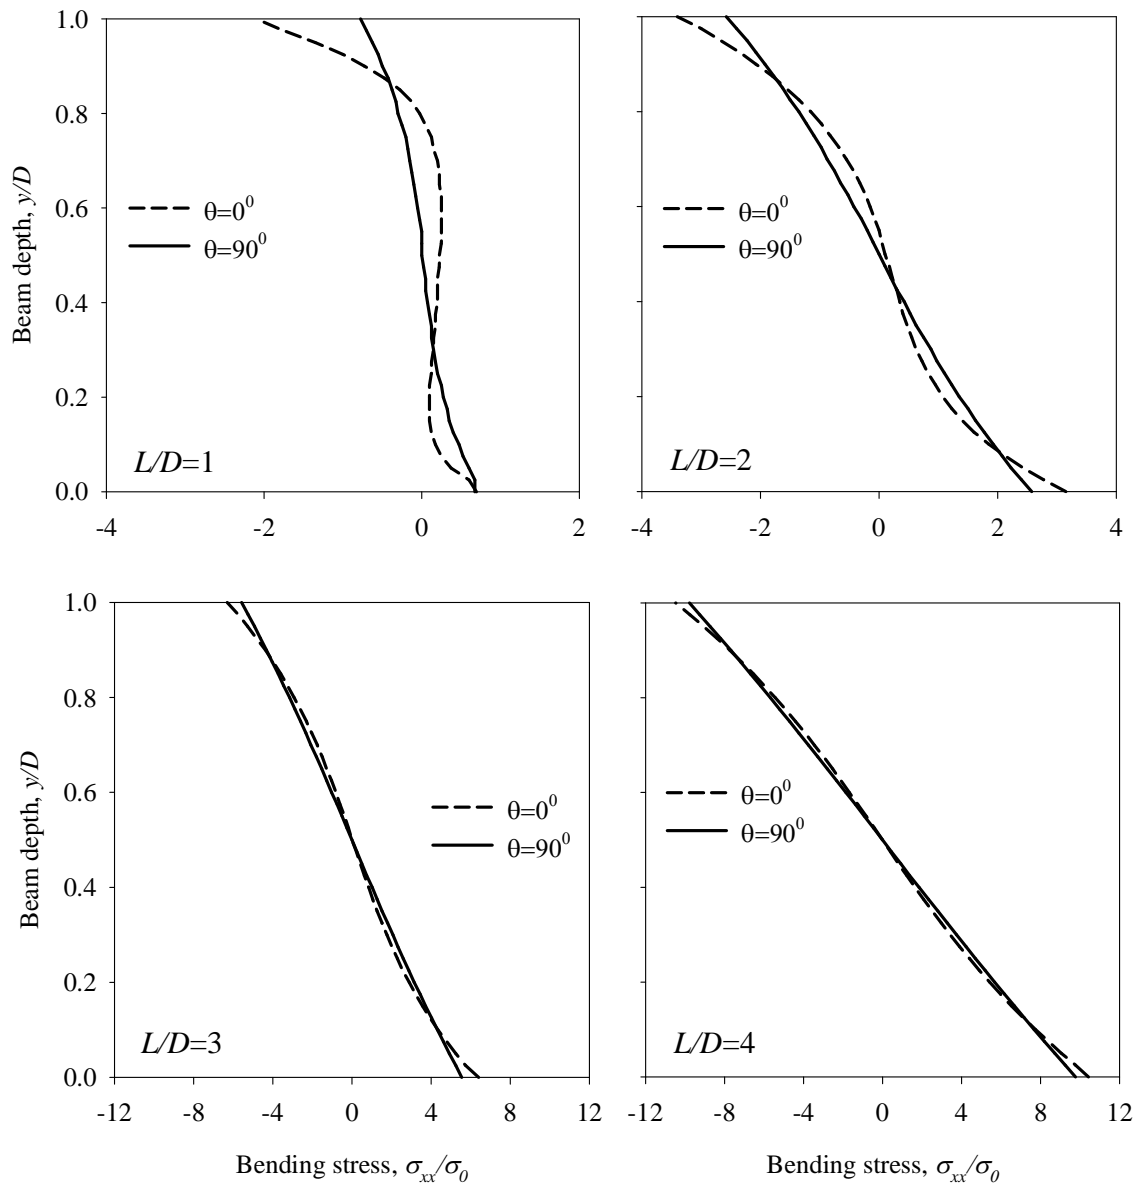 1.0
0.8
0.6
0.4
0.2
0.0
Beam depth, y/D
θ=0⁰
θ=90⁰
L/D=1
-4 -2 0 2
θ=0⁰
θ=90⁰
L/D=2
-4 -2 0 2 4
1.0
0.8
0.6
0.4
0.2
0.0
Beam depth, y/D
θ=0⁰
θ=90⁰
L/D=3
-12 -8 -4 0 4 8 12
Bending stress, σxx/σ0
θ=0⁰
θ=90⁰
L/D=4
-12 -8 -4 0 4 8 12
Bending stress, σxx/σ0